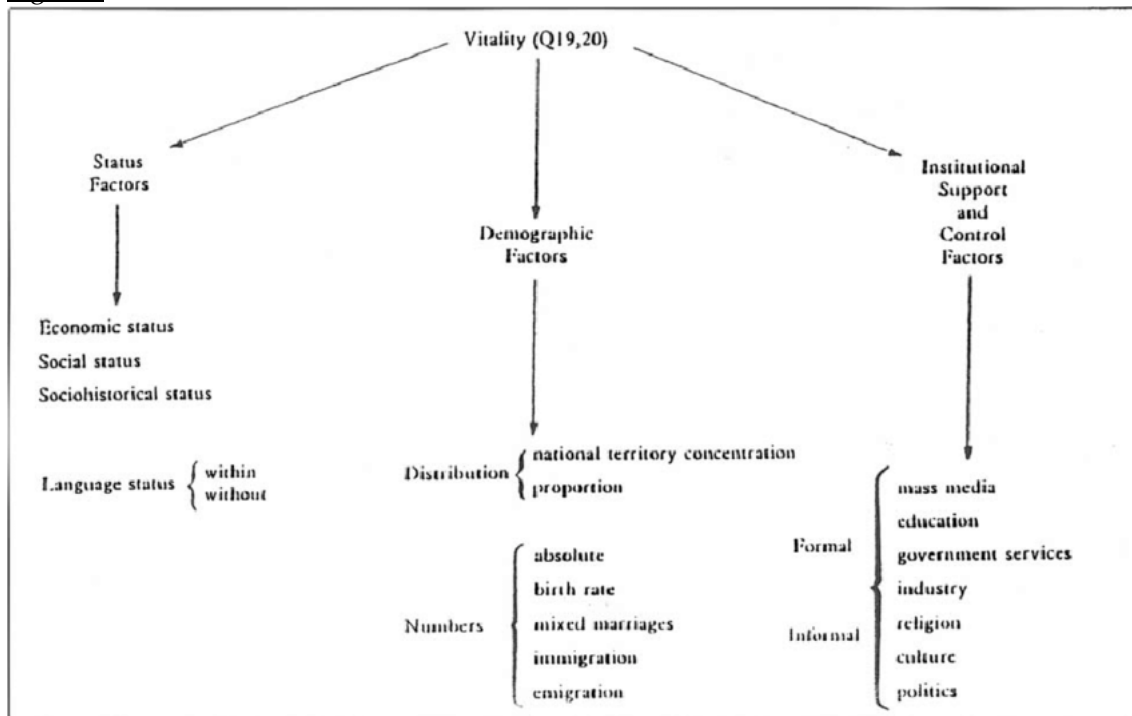 Vitality (Q19,20)
Status
Factors
Demographic
Factors
Institutional
Support
and
Control
Factors
Economic status
Social status
Sociohistorical status
Language status
within
without
Distribution
national territory concentration
proportion
Numbers
absolute
birth rate
mixed marriages
immigration
emigration
Formal
Informal
mass media
education
government services
industry
religion
culture
politics